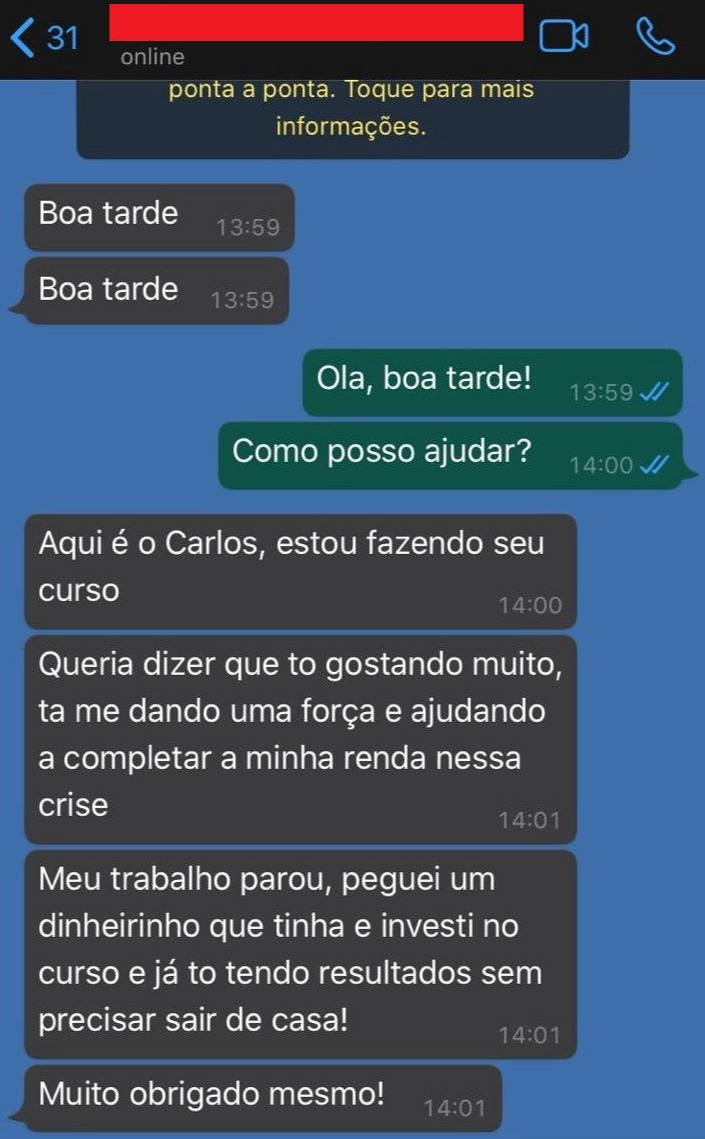 31
online
ponta a ponta. Toque para mais
informações.
Boa tarde 13:59
Boa tarde 13:59
Ola, boa tarde! 13:59
Como posso ajudar? 14:00
Aqui é o Carlos, estou fazendo seu
curso 14:00
Queria dizer que to gostando muito,
ta me dando uma força e ajudando
a completar a minha renda nessa
crise 14:01
Meu trabalho parou, peguei um
dinheirinho que tinha e investi no
curso e já to tendo resultados sem
precisar sair de casa! 14:01
Muito obrigado mesmo! 14:01